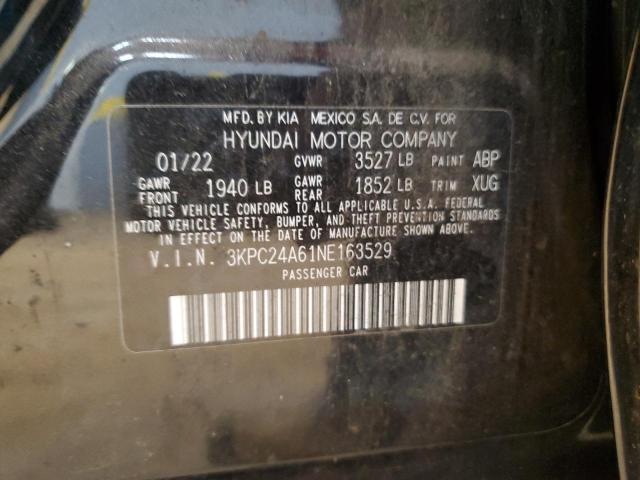 MFD. BY KIA MEXICO S.A. DE C.V. FOR
HYUNDAI MOTOR COMPANY
01/22 GVWR 3527 LB PAINT ABP
GAWR FRONT 1940 LB GAWR REAR 1852 LB TRIM XUG
THIS VEHICLE CONFORMS TO ALL APPLICABLE U.S.A. FEDERAL
MOTOR VEHICLE SAFETY, BUMPER, AND THEFT PREVENTION STANDARDS
IN EFFECT ON THE DATE OF MANUFACTURE SHOWN ABOVE
V.I.N. 3KPC24A61NE163529
PASSENGER CAR